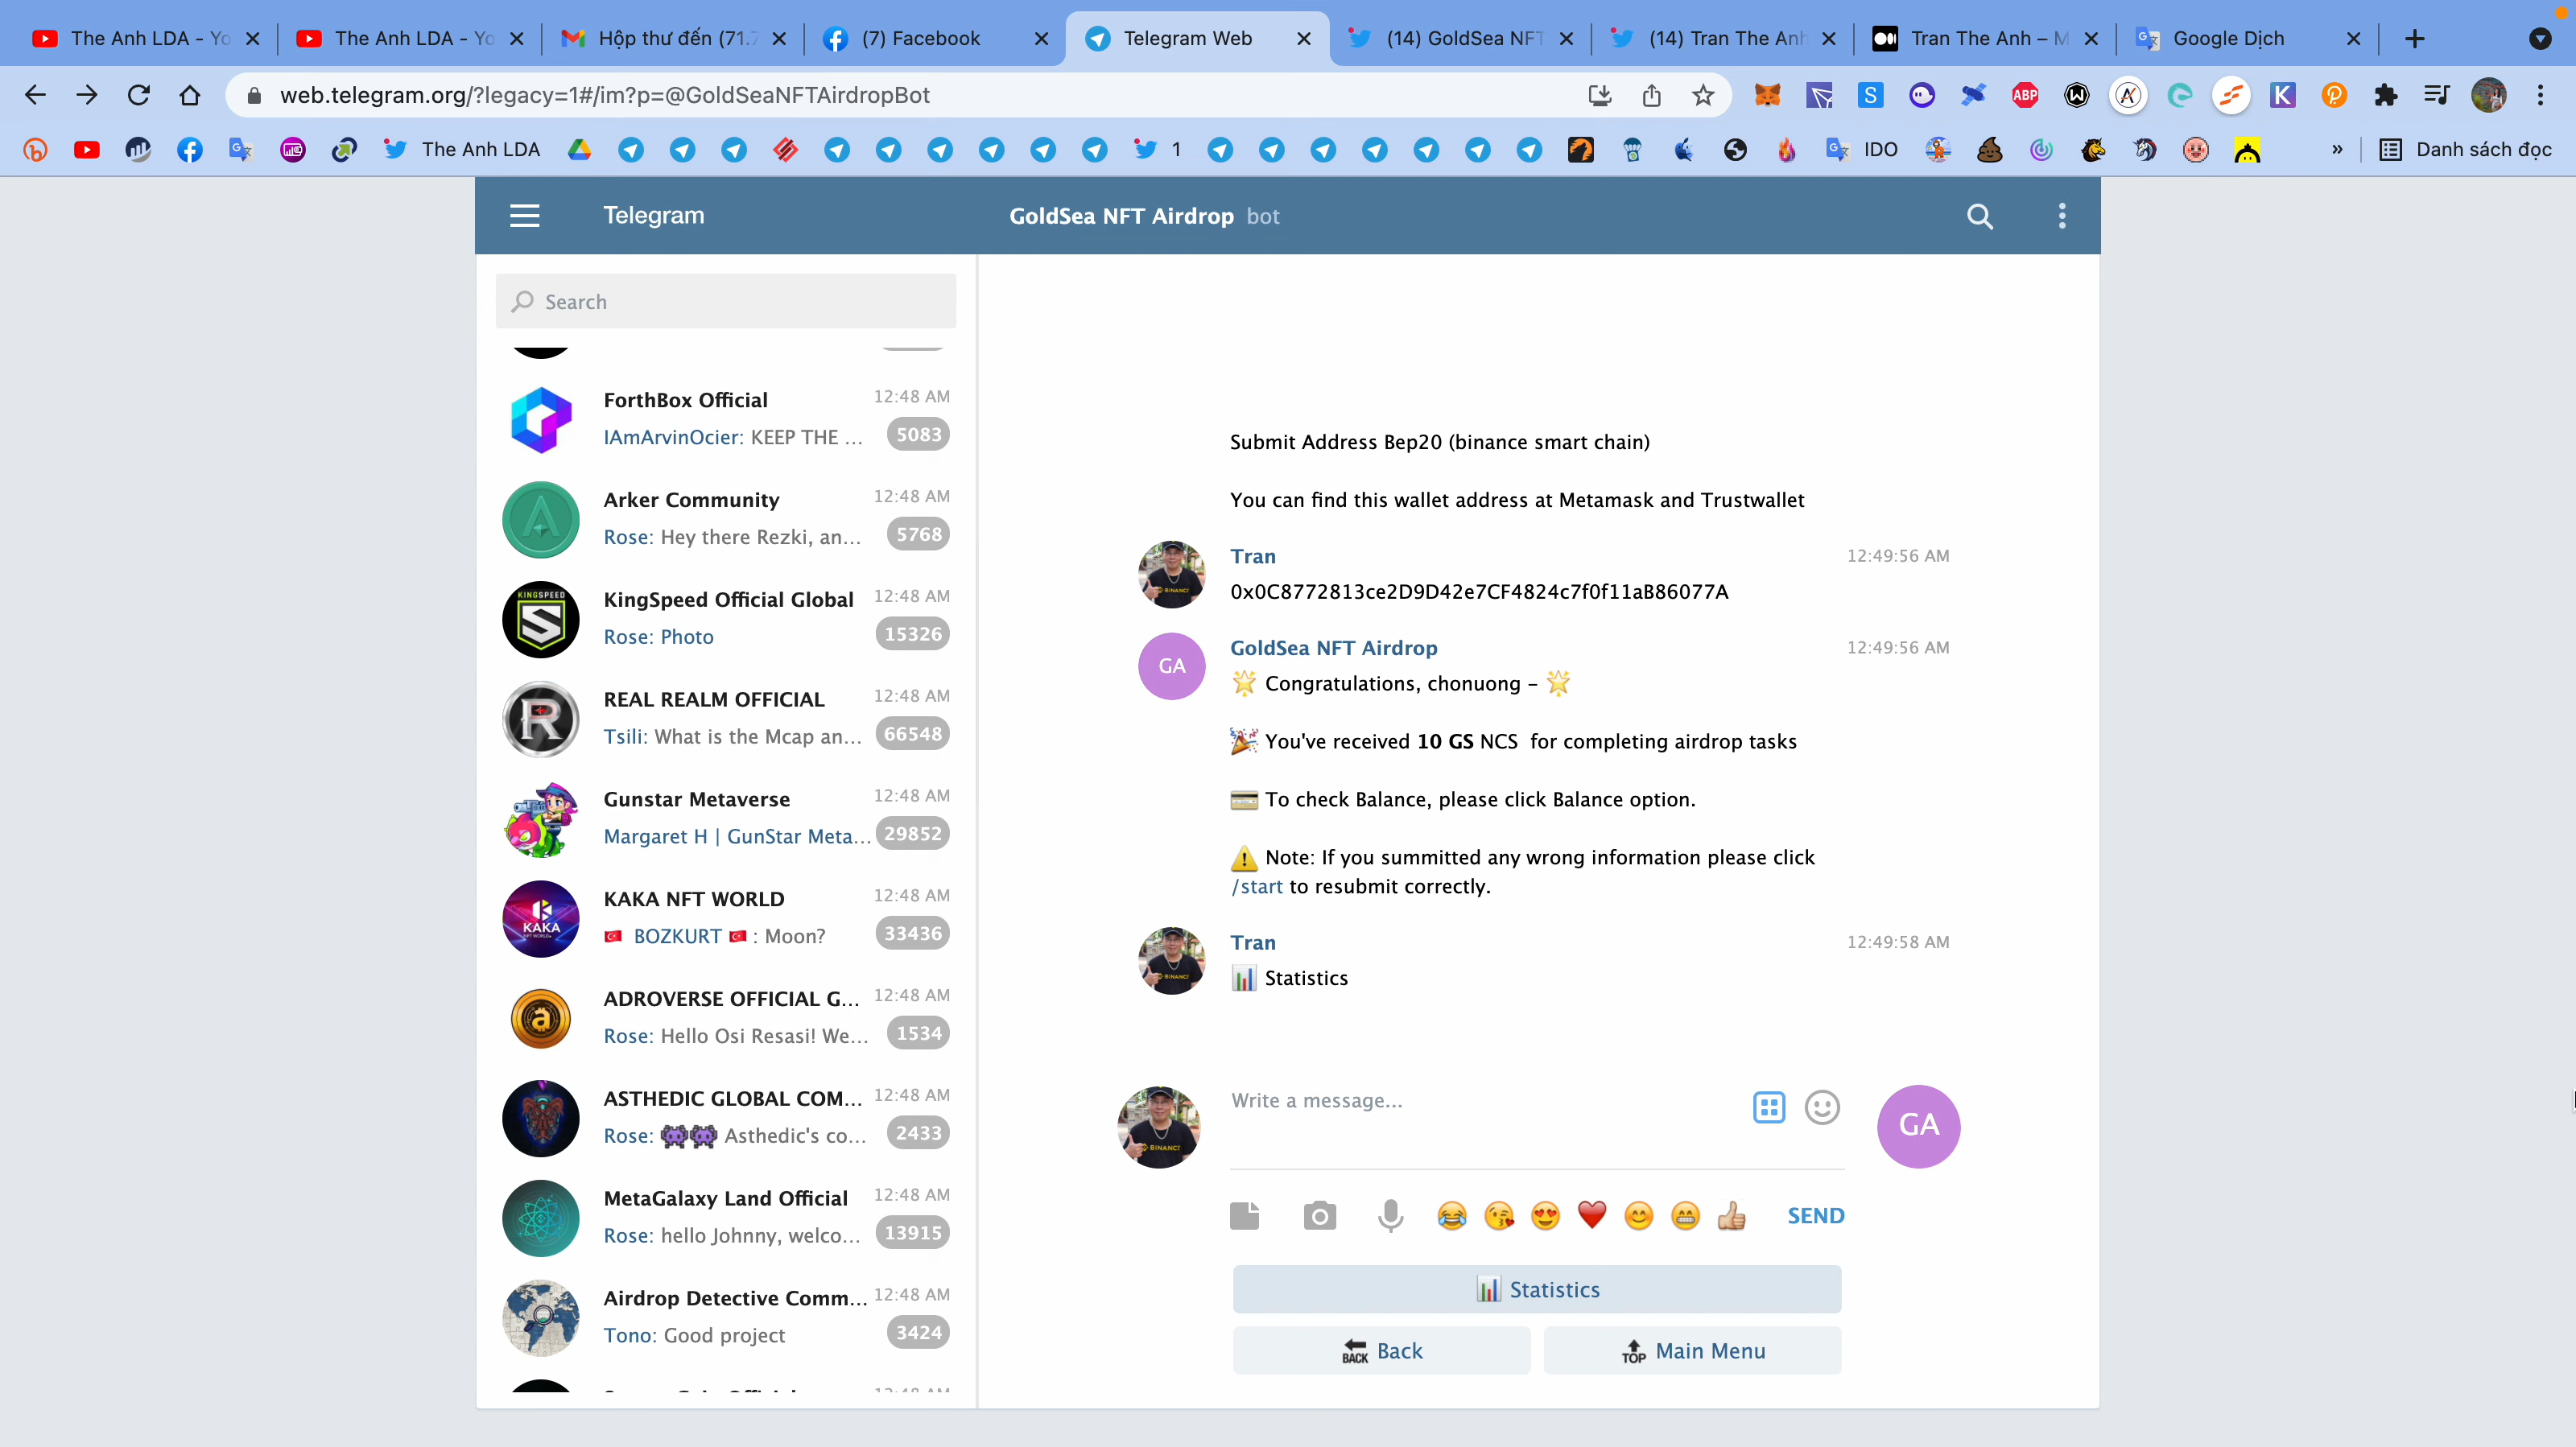 The Anh LDA - Yo
The Anh LDA - Yo
Hộp thư đến (71.7
(7) Facebook
Telegram Web
(14) GoldSea NFT
(14) Tran The Anh
Tran The Anh – M
Google Dịch
web.telegram.org/?legacy=1#/im?p=@GoldSeaNFTAirdropBot
ABP
The Anh LDA
1
IDO
»
Danh sách đọc
Telegram
GoldSea NFT Airdrop bot
Search
ForthBox Official
12:48 AM
IAmArvinOcier: KEEP THE ...
5083
Arker Community
12:48 AM
Rose: Hey there Rezki, an...
5768
KINGSPEED
KingSpeed Official Global
12:48 AM
Rose: Photo
15326
REAL REALM OFFICIAL
12:48 AM
Tsili: What is the Mcap an...
66548
Gunstar Metaverse
12:48 AM
Margaret H | GunStar Meta...
29852
KAKA
KAKA NFT WORLD
12:48 AM
BOZKURT : Moon?
33436
ADROVERSE OFFICIAL G...
12:48 AM
Rose: Hello Osi Resasi! We...
1534
ASTHEDIC GLOBAL COM...
12:48 AM
Rose: 👾👾 Asthedic's co...
2433
MetaGalaxy Land Official
12:48 AM
Rose: hello Johnny, welco...
13915
Airdrop Detective Comm...
12:48 AM
Tono: Good project
3424
Submit Address Bep20 (binance smart chain)
You can find this wallet address at Metamask and Trustwallet
Tran
12:49:56 AM
0x0C8772813ce2D9D42e7CF4824c7f0f11aB86077A
GA
GoldSea NFT Airdrop
12:49:56 AM
🌟 Congratulations, chonuong – 🌟
🎉 You've received 10 GS NCS for completing airdrop tasks
💳 To check Balance, please click Balance option.
⚠️ Note: If you summitted any wrong information please click
/start to resubmit correctly.
Tran
12:49:58 AM
📊 Statistics
Write a message...
BINANCE
GA
SEND
📊 Statistics
🔙 Back
🔝 Main Menu